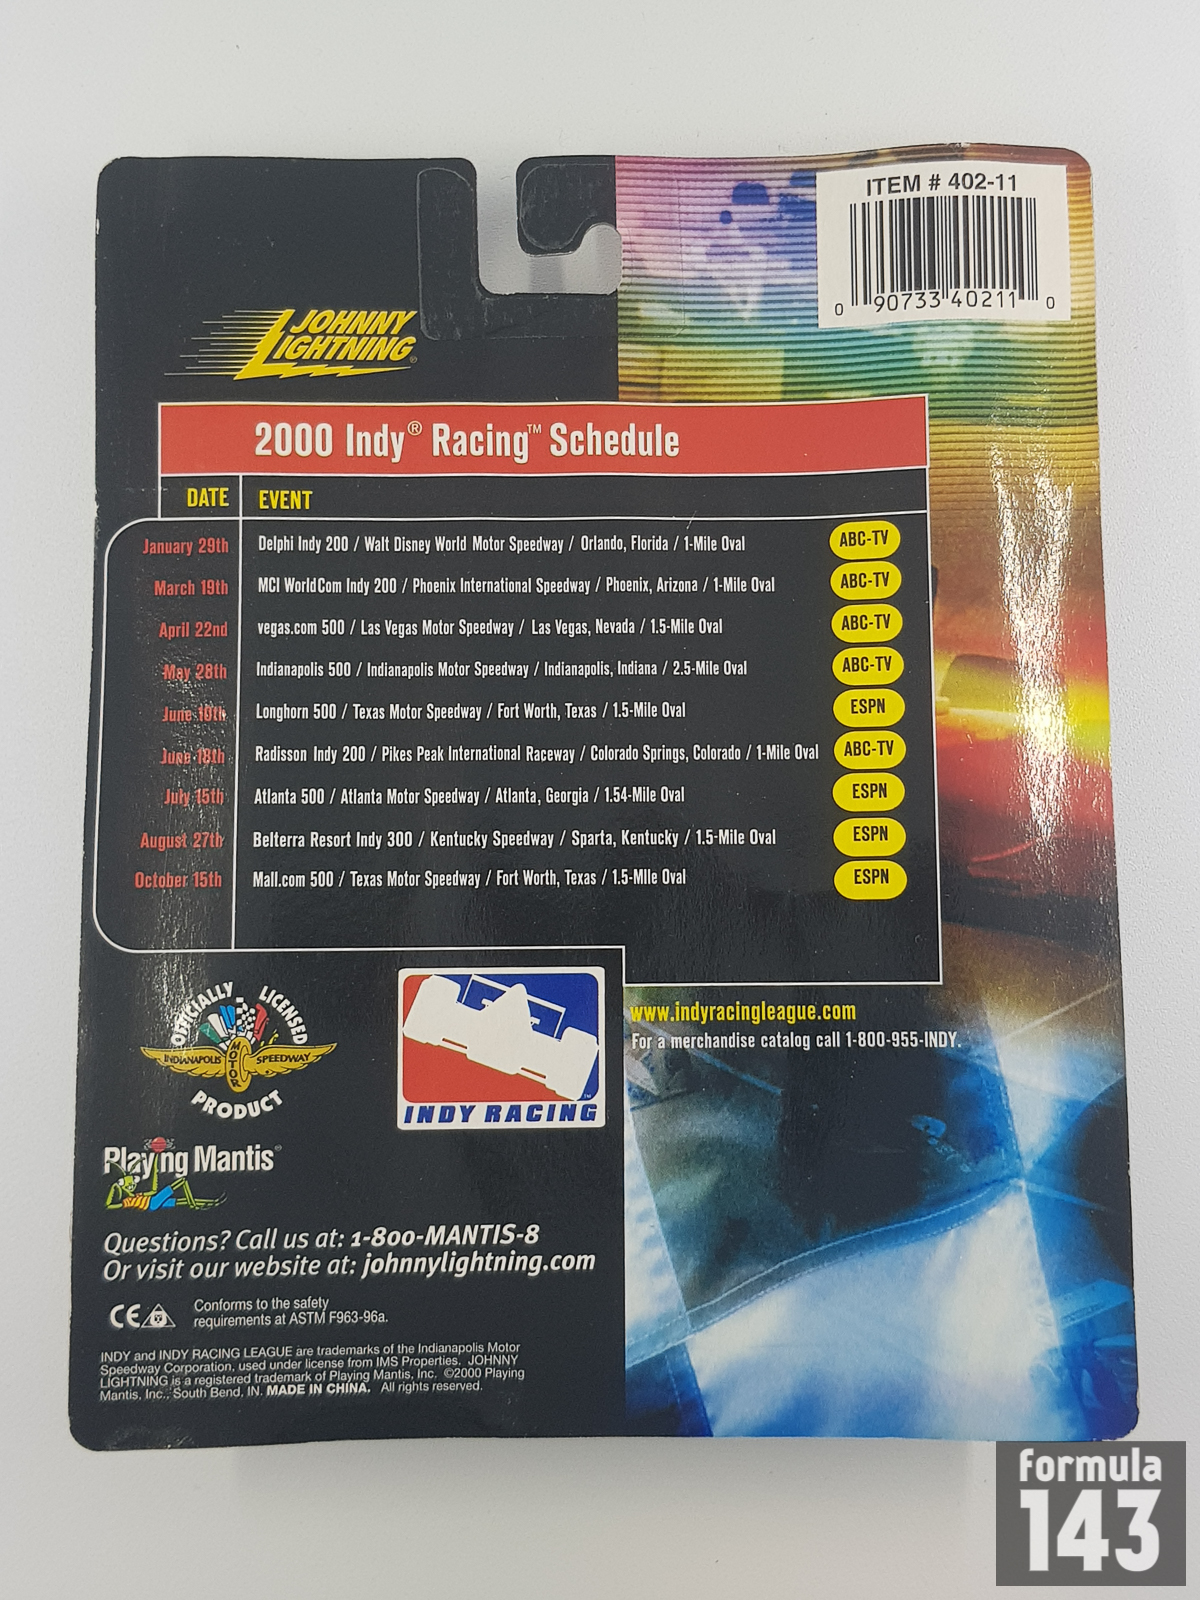 ITEM # 402-11
0 90733 40211 0
JOHNNY
LIGHTNING®
2000 Indy® Racing™ Schedule
DATE EVENT
January 29th Delphi Indy 200 / Walt Disney World Motor Speedway / Orlando, Florida / 1-Mile Oval ABC-TV
March 19th MCI WorldCom Indy 200 / Phoenix International Speedway / Phoenix, Arizona / 1-Mile Oval ABC-TV
April 22nd vegas.com 500 / Las Vegas Motor Speedway / Las Vegas, Nevada / 1.5-Mile Oval ABC-TV
May 28th Indianapolis 500 / Indianapolis Motor Speedway / Indianapolis, Indiana / 2.5-Mile Oval ABC-TV
June Longhorn 500 / Texas Motor Speedway / Fort Worth, Texas / 1.5-Mile Oval ESPN
June 18th Radisson Indy 200 / Pikes Peak International Raceway / Colorado Springs, Colorado / 1-Mile Oval ABC-TV
July 15th Atlanta 500 / Atlanta Motor Speedway / Atlanta, Georgia / 1.54-Mile Oval ESPN
August 27th Belterra Resort Indy 300 / Kentucky Speedway / Sparta, Kentucky / 1.5-Mile Oval ESPN
October 15th Mall.com 500 / Texas Motor Speedway / Fort Worth, Texas / 1.5-MIle Oval ESPN
OFFICIALLY LICENSED
INDIANAPOLIS MOTOR SPEEDWAY
PRODUCT
INDY RACING
www.indyracingleague.com
For a merchandise catalog call 1-800-955-INDY.
Playing Mantis®
Questions? Call us at: 1-800-MANTIS-8
Or visit our website at: johnnylightning.com
CE
Conforms to the safety
requirements at ASTM F963-96a.
INDY and INDY RACING LEAGUE are trademarks of the Indianapolis Motor
Speedway Corporation, used under license from IMS Properties. JOHNNY
LIGHTNING is a registered trademark of Playing Mantis, Inc. ©2000 Playing
Mantis, Inc., South Bend, IN. MADE IN CHINA. All rights reserved.
formula
143